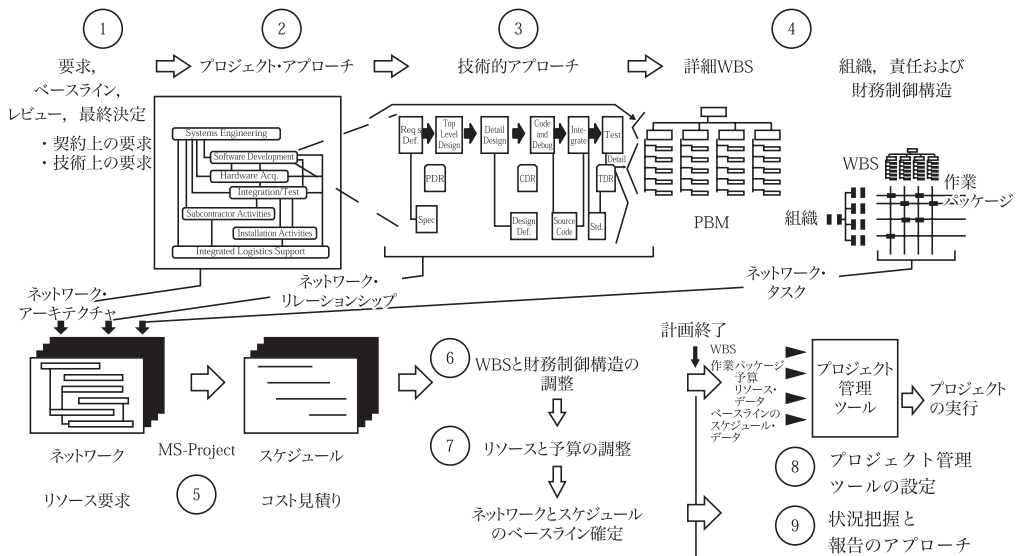 1
要求,
ベースライン,
レビュー, 最終決定
・契約上の要求
・技術上の要求
2
プロジェクト・アプローチ
Systems Engineering
Software Development
Hardware Acq.
Integration/Test
Subcontractor Activities
Installation Activities
Integrated Logistics Support
3
技術的アプローチ
Req s
Def.
Top
Level
Design
Detail
Design
Code
and
Debug
Inte-
grate
Test
Detail
PDR
CDR
TDR
Spec
Design
Def.
Source
Code
Std.
4
詳細WBS
PBM
組織, 責任および
財務制御構造
WBS
作業
パッケージ
組織
ネットワーク・
アーキテクチャ
ネットワーク・
リレーションシップ
ネットワーク・
タスク
ネットワーク
MS-Project
スケジュール
リソース要求
5
コスト見積り
6
WBSと財務制御構造の
調整
7
リソースと予算の調整
ネットワークとスケジュール
のベースライン確定
計画終了
WBS
作業パッケージ
予算
リソース・
データ
ベースラインの
スケジュール・
データ
プロジェクト
管理
ツール
プロジェクト
の実行
8
プロジェクト管理
ツールの設定
9
状況把握と
報告のアプローチ